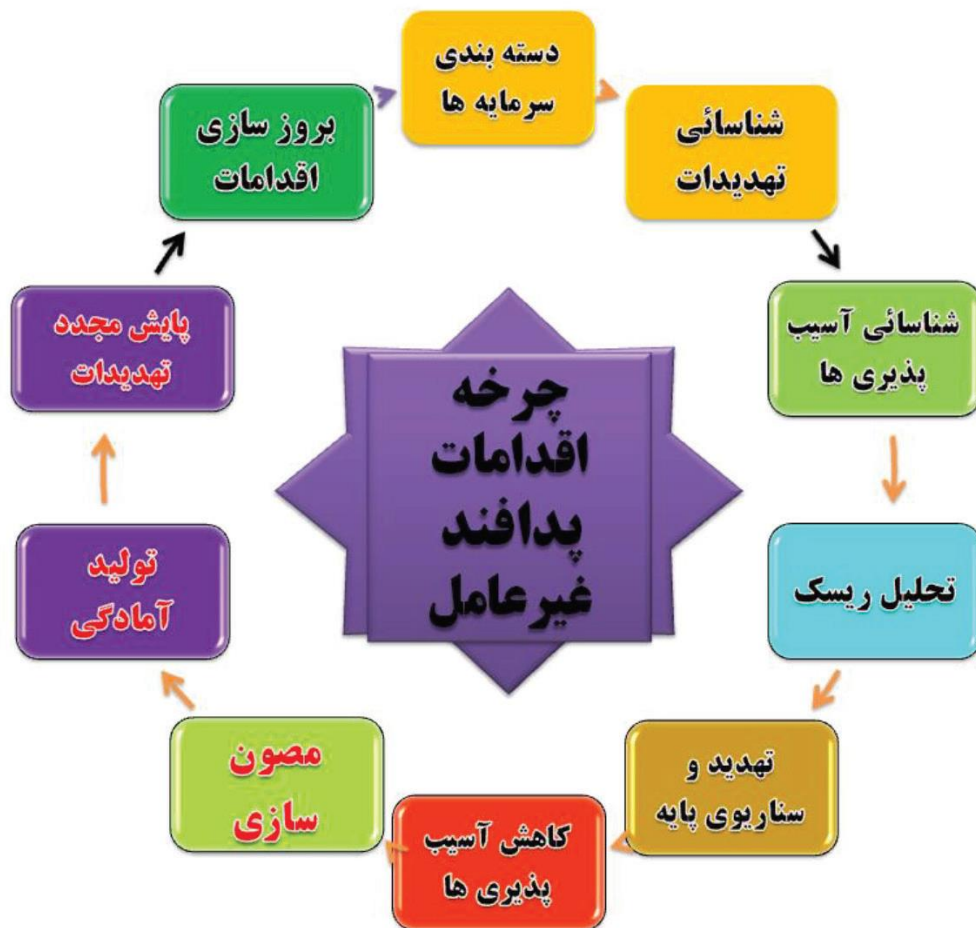 دسته بندی
سرمایه ها
شناسائی
تهدیدات
شناسائی آسیب
پذیری ها
تحلیل ریسک
تهدید و
سناریوی پایه
کاهش آسیب
پذیری ها
مصون
سازی
تولید
آمادگی
پایش مجدد
تهدیدات
بروز سازی
اقدامات
چرخه
اقدامات
پدافند
غیرعامل